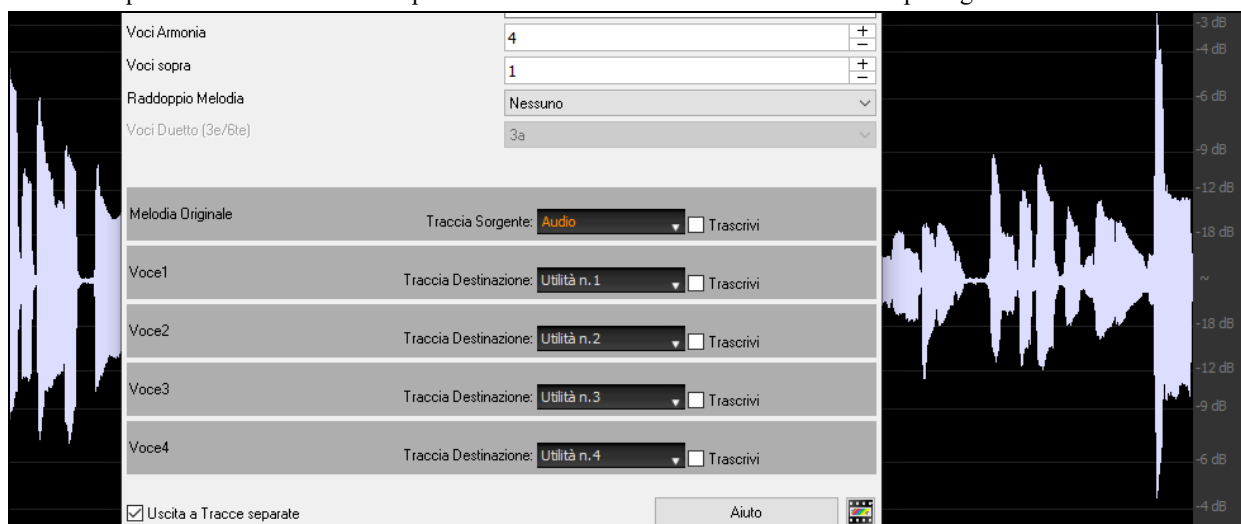 Voci Armonia 4 + −
Voci sopra 1 + −
Raddoppio Melodia Nessuno
Voci Duetto (3e/6te) 3a
Melodia Originale Traccia Sorgente: Audio Trascrivi
Voce1 Traccia Destinazione: Utilità n.1 Trascrivi
Voce2 Traccia Destinazione: Utilità n.2 Trascrivi
Voce3 Traccia Destinazione: Utilità n.3 Trascrivi
Voce4 Traccia Destinazione: Utilità n.4 Trascrivi
Uscita a Tracce separate Aiuto
-3 dB
-4 dB
-6 dB
-9 dB
-12 dB
-18 dB
~
-18 dB
-12 dB
-9 dB
-6 dB
-4 dB